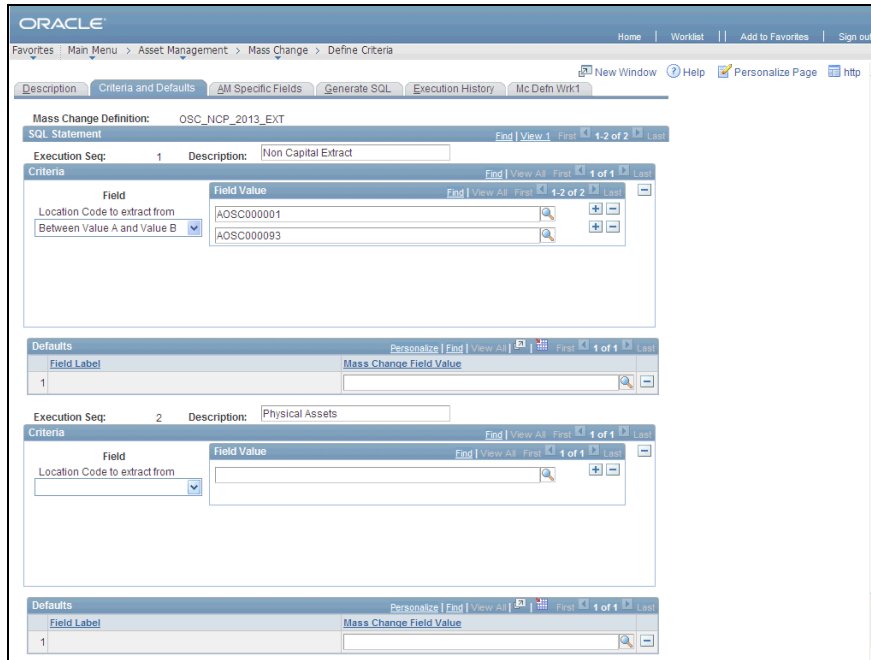 ORACLE
Home | Worklist || Add to Favorites | Sign out
Favorites | Main Menu > Asset Management > Mass Change > Define Criteria
New Window Help Personalize Page http
Description Criteria and Defaults AM Specific Fields Generate SQL Execution History Mc Defn Wrk1
Mass Change Definition: OSC_NCP_2013_EXT
SQL Statement Find | View 1 First 1-2 of 2 Last
Execution Seq: 1 Description: Non Capital Extract
Criteria Find | View All First 1 of 1 Last
Field Field Value Find | View All First 1-2 of 2 Last
Location Code to extract from AOSC000001
Between Value A and Value B AOSC000093
Defaults Personalize | Find | View All | | First 1 of 1 Last
Field Label Mass Change Field Value
1
Execution Seq: 2 Description: Physical Assets
Criteria Find | View All First 1 of 1 Last
Field Field Value Find | View All First 1 of 1 Last
Location Code to extract from
Defaults Personalize | Find | View All | | First 1 of 1 Last
Field Label Mass Change Field Value
1